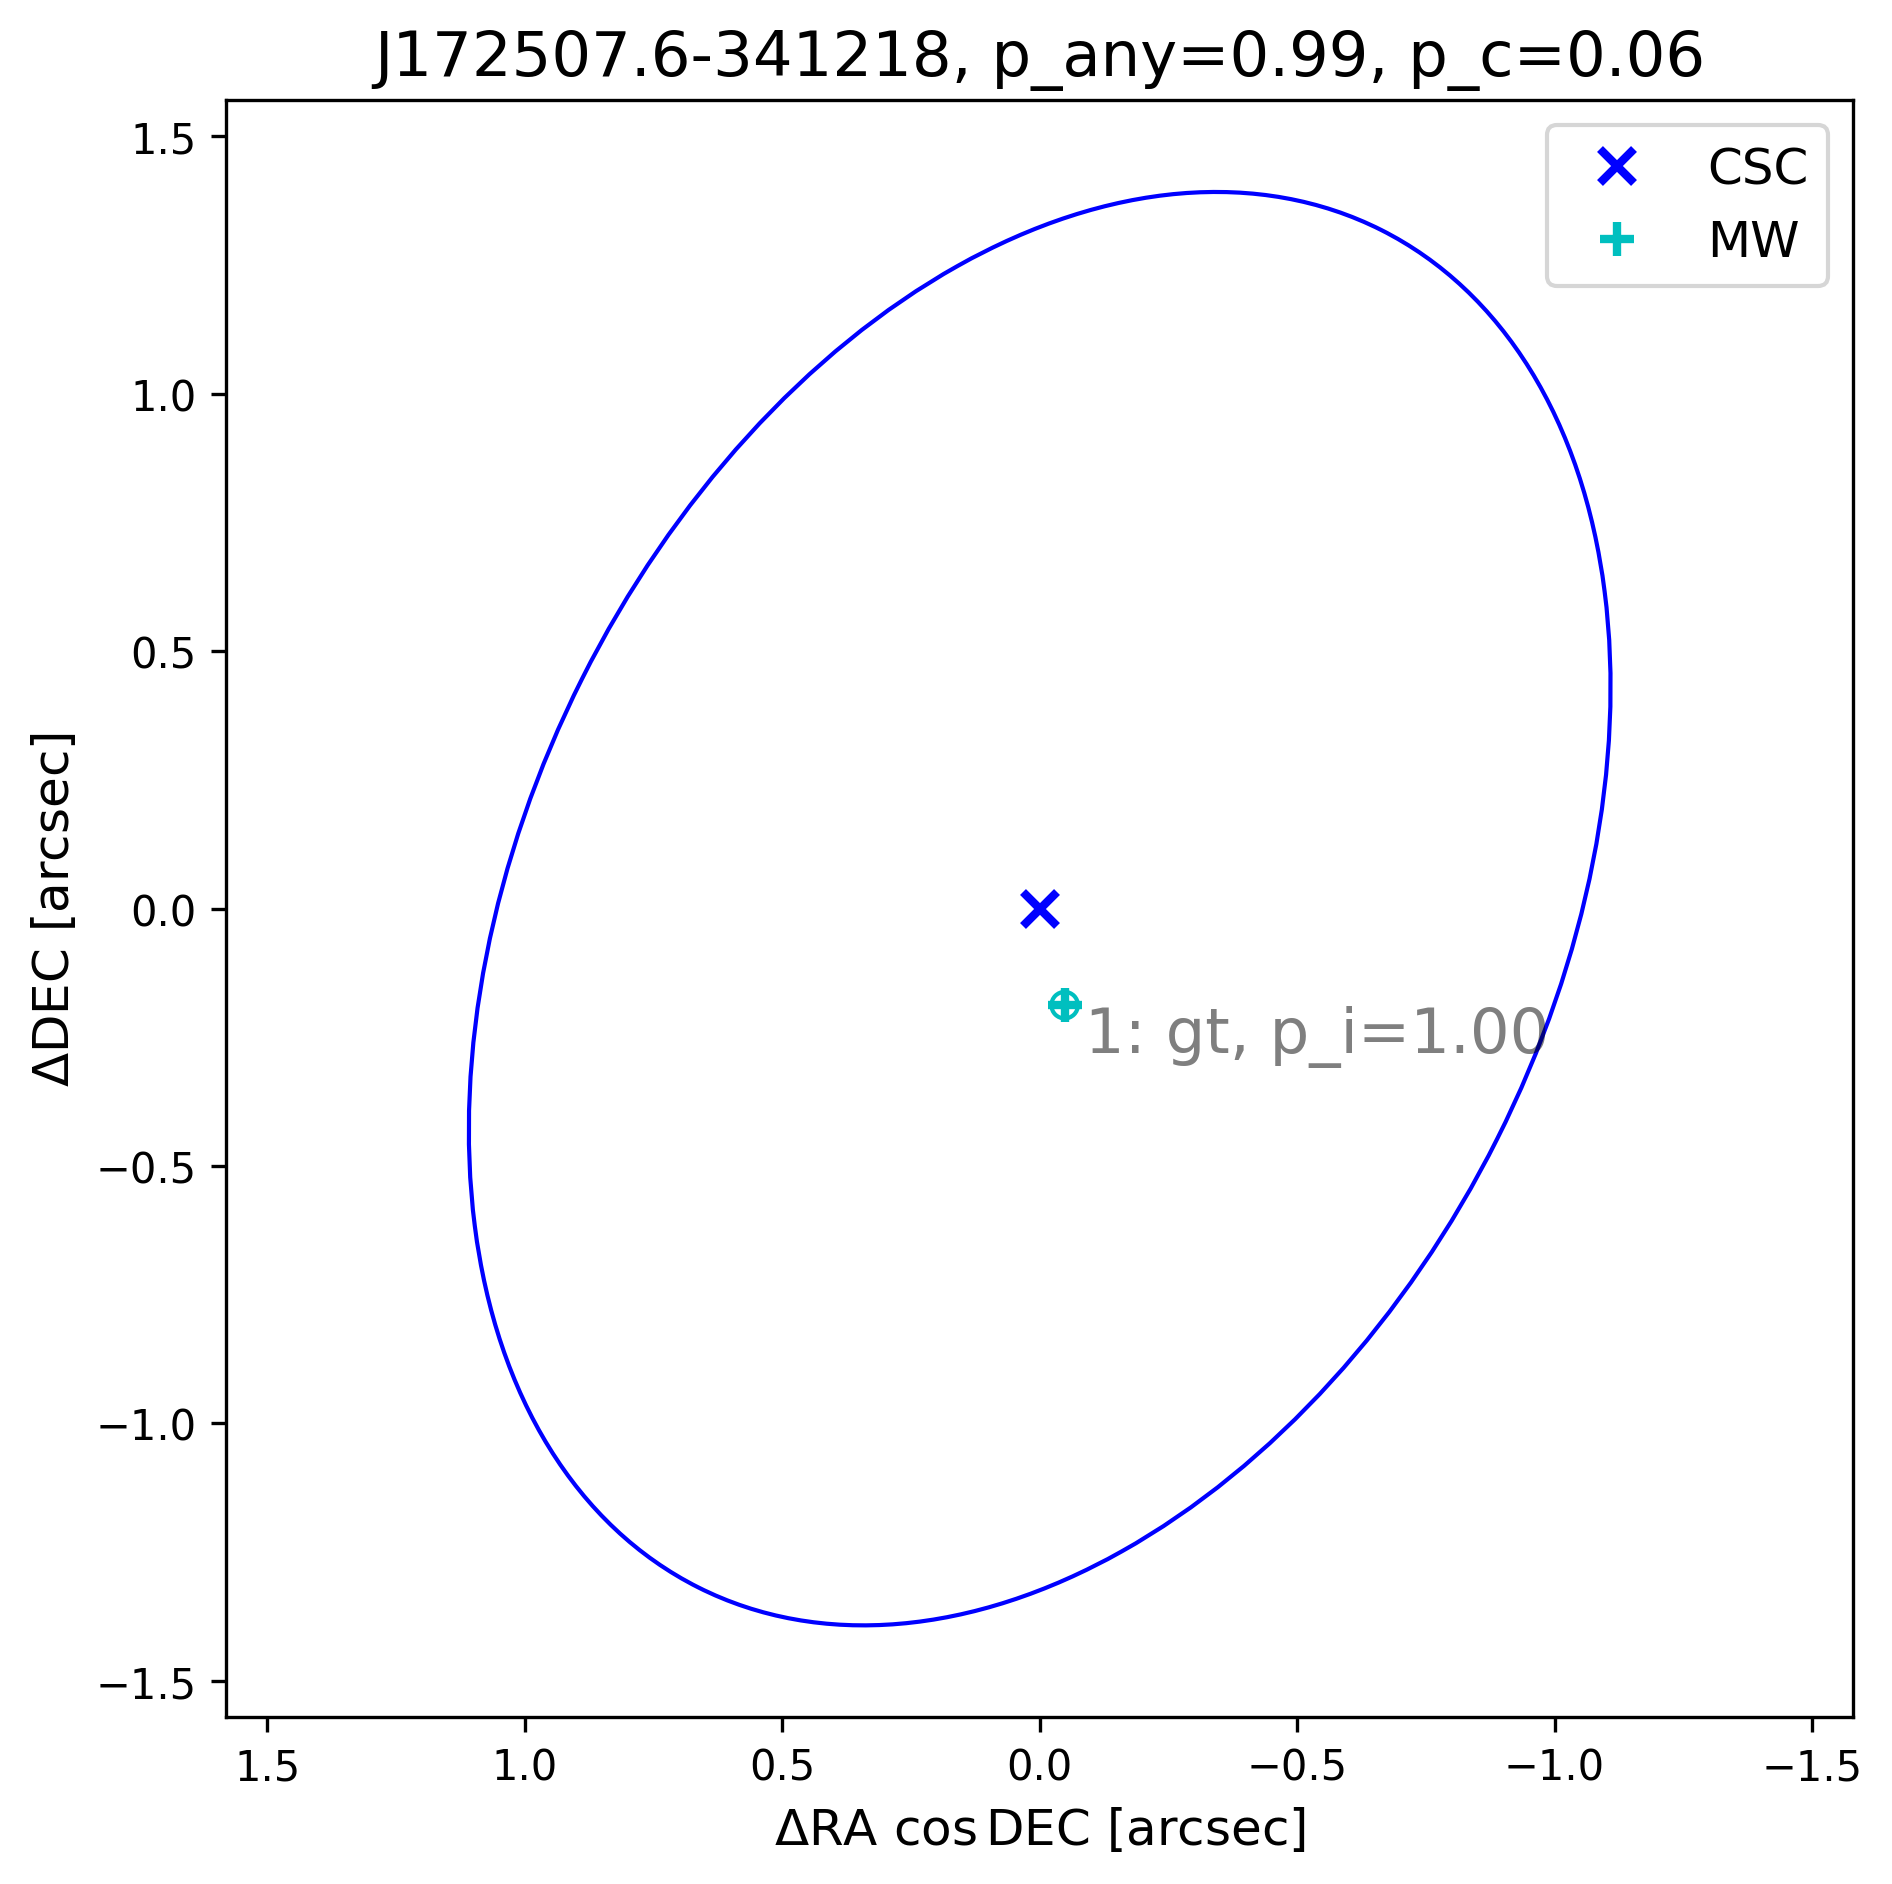 J172507.6-341218, p_any=0.99, p_c=0.06
CSC
MW
1.5
1.0
0.5
0.0
−0.5
−1.0
−1.5
ΔDEC [arcsec]
1: gt, p_i=1.00
1.5 1.0 0.5 0.0 −0.5 −1.0 −1.5
ΔRA cos DEC [arcsec]